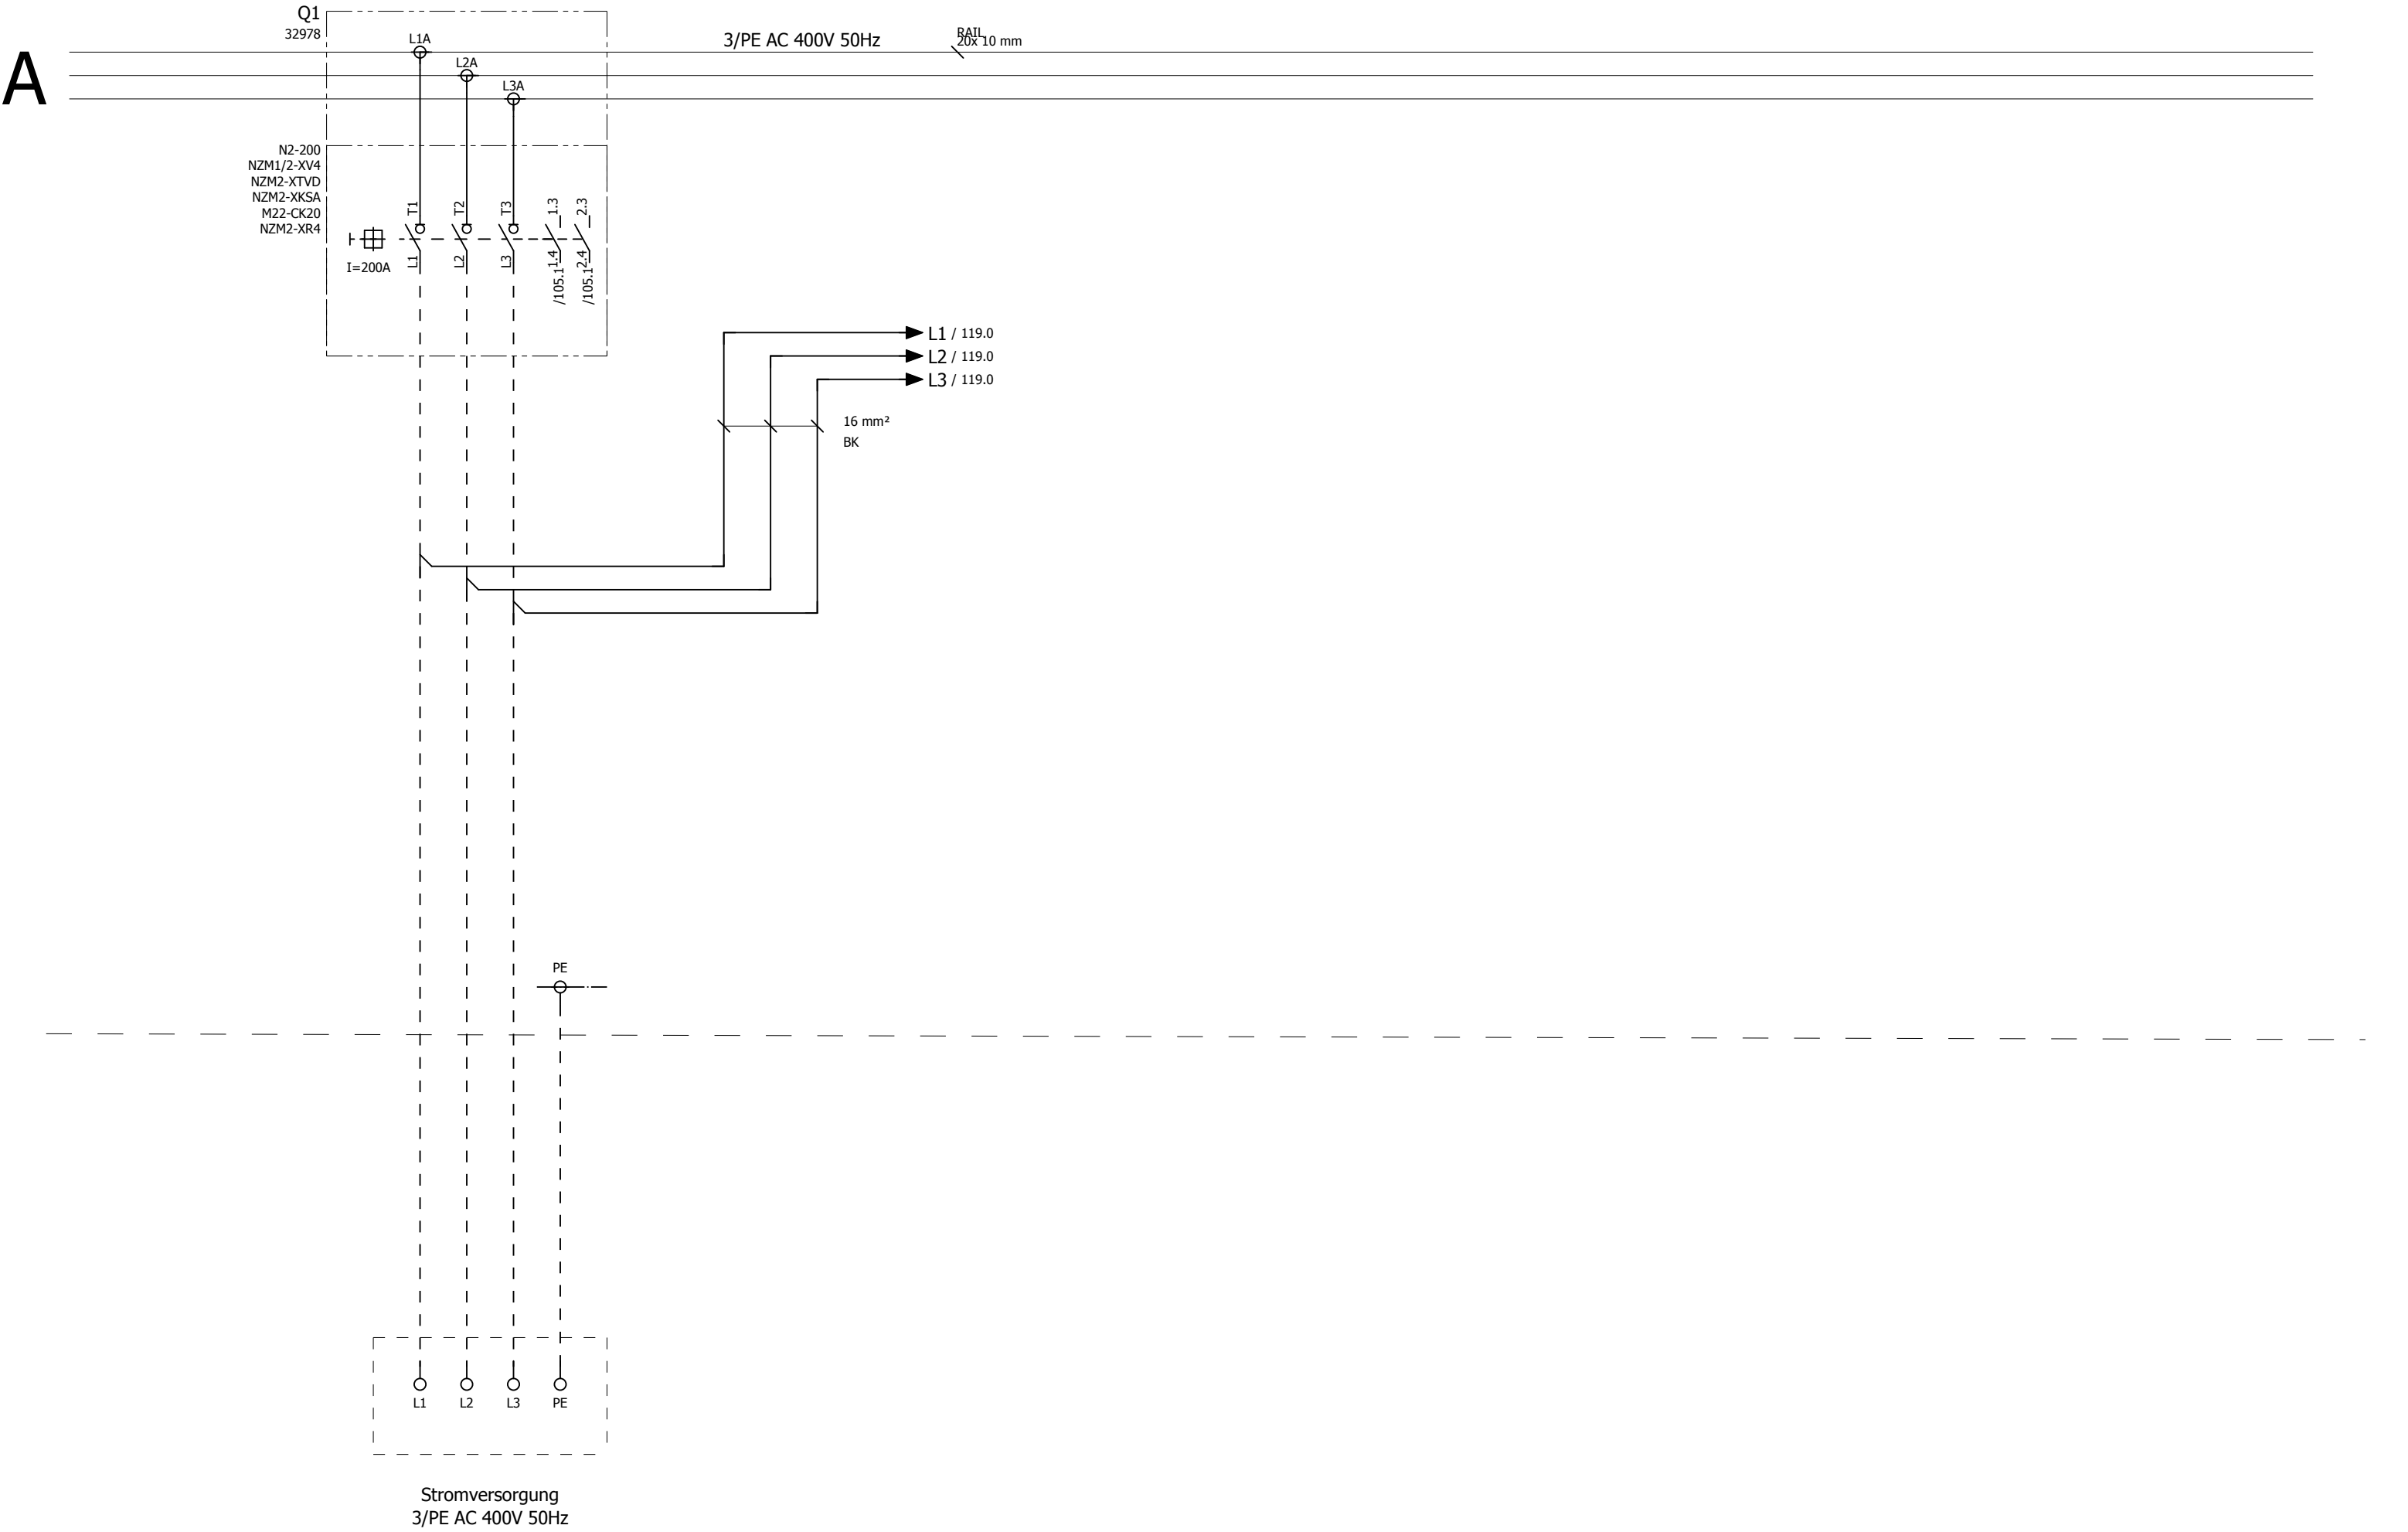 Q1
32978
L1A
3/PE AC 400V 50Hz
RAIL
20x 10 mm
A
L2A
L3A
N2-200
NZM1/2-XV4
NZM2-XTVD
NZM2-XKSA
M22-CK20
NZM2-XR4
T1
T2
T3
1.3
2.3
I=200A
L1
L2
L3
1.4
2.4
/105.1
/105.1
L1 / 119.0
L2 / 119.0
L3 / 119.0
16 mm²
BK
PE
L1
L2
L3
PE
Stromversorgung
3/PE AC 400V 50Hz